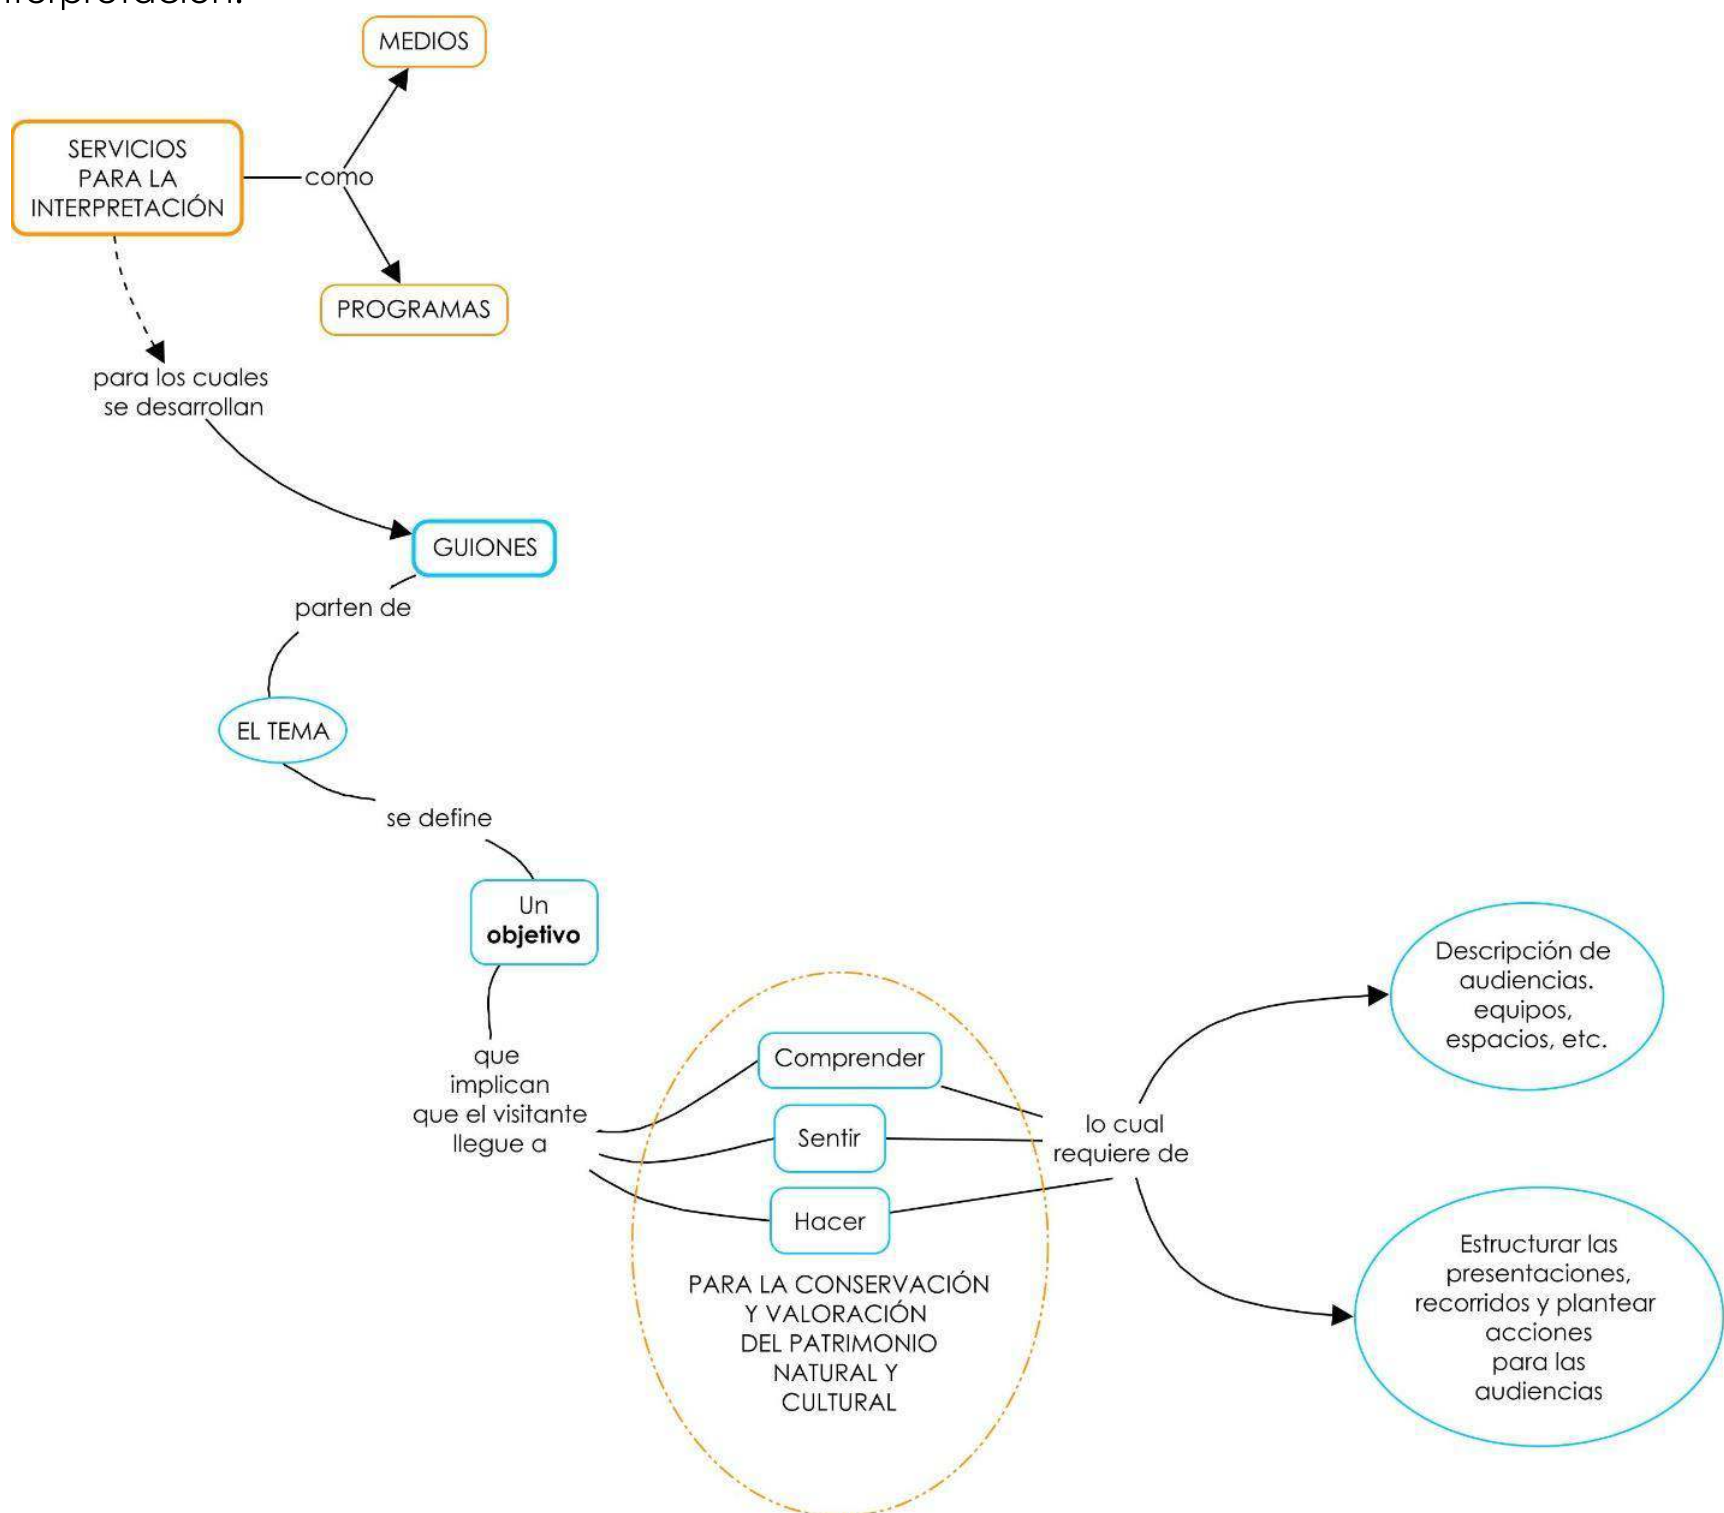 MEDIOS
SERVICIOS
PARA LA
INTERPRETACIÓN
como
PROGRAMAS
para los cuales
se desarrollan
GUIONES
parten de
EL TEMA
se define
Un
objetivo
que
implican
que el visitante
llegue a
Comprender
Sentir
Hacer
PARA LA CONSERVACIÓN
Y VALORACIÓN
DEL PATRIMONIO
NATURAL Y
CULTURAL
lo cual
requiere de
Descripción de
audiencias.
equipos,
espacios, etc.
Estructurar las
presentaciones,
recorridos y plantear
acciones
para las
audiencias